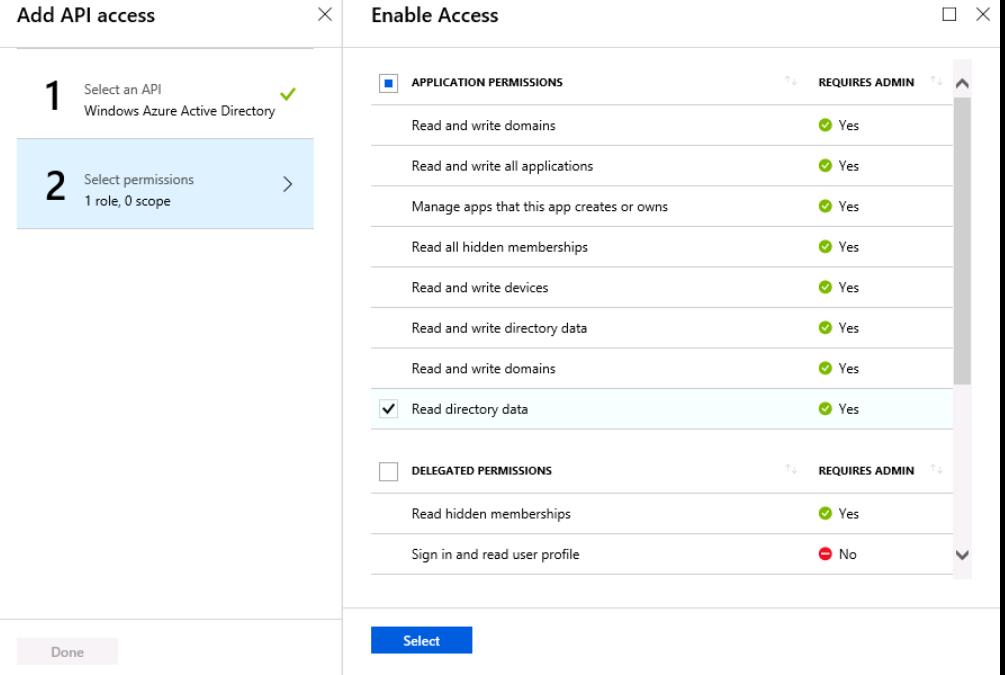 Add API access
1
Select an API
Windows Azure Active Directory
2
Select permissions
1 role, 0 scope
Done
Enable Access
APPLICATION PERMISSIONS REQUIRES ADMIN
Read and write domains Yes
Read and write all applications Yes
Manage apps that this app creates or owns Yes
Read all hidden memberships Yes
Read and write devices Yes
Read and write directory data Yes
Read and write domains Yes
Read directory data Yes
DELEGATED PERMISSIONS REQUIRES ADMIN
Read hidden memberships Yes
Sign in and read user profile No
Select